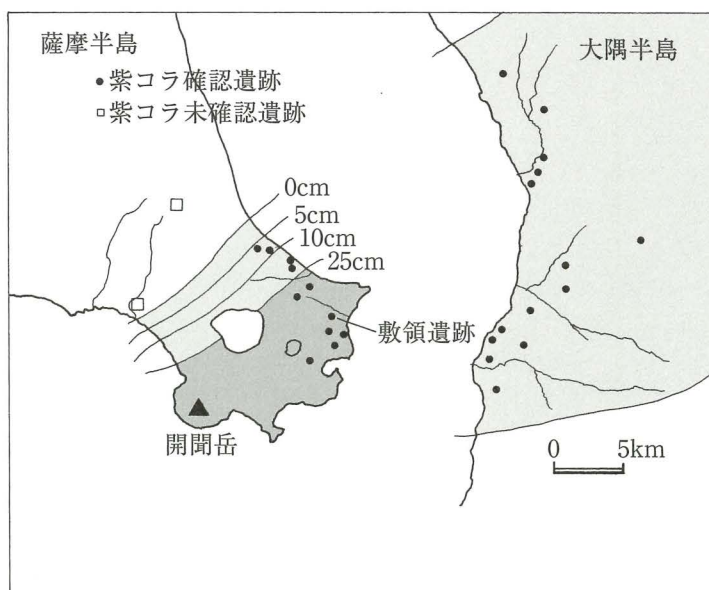 薩摩半島
●紫コラ確認遺跡
□紫コラ未確認遺跡
大隅半島
0cm
5cm
10cm
25cm
敷領遺跡
開聞岳
0 5km